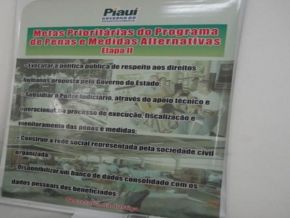 Piauí
GOVERNO DO
Metas Prioritárias do Programa
de Penas e Medidas Alternativas
Etapa II
Executar a política pública de respeito aos direitos
humanos proposta pelo Governo do Estado;
Subsidiar o Poder Judiciário, através do apoio técnico e
operacional, no processo de execução, fiscalização e
monitoramento das penas e medidas;
Construir a rede social representada pela sociedade civil
organizada;
Disponibilizar um banco de dados consolidado com os
dados pessoais dos beneficiados